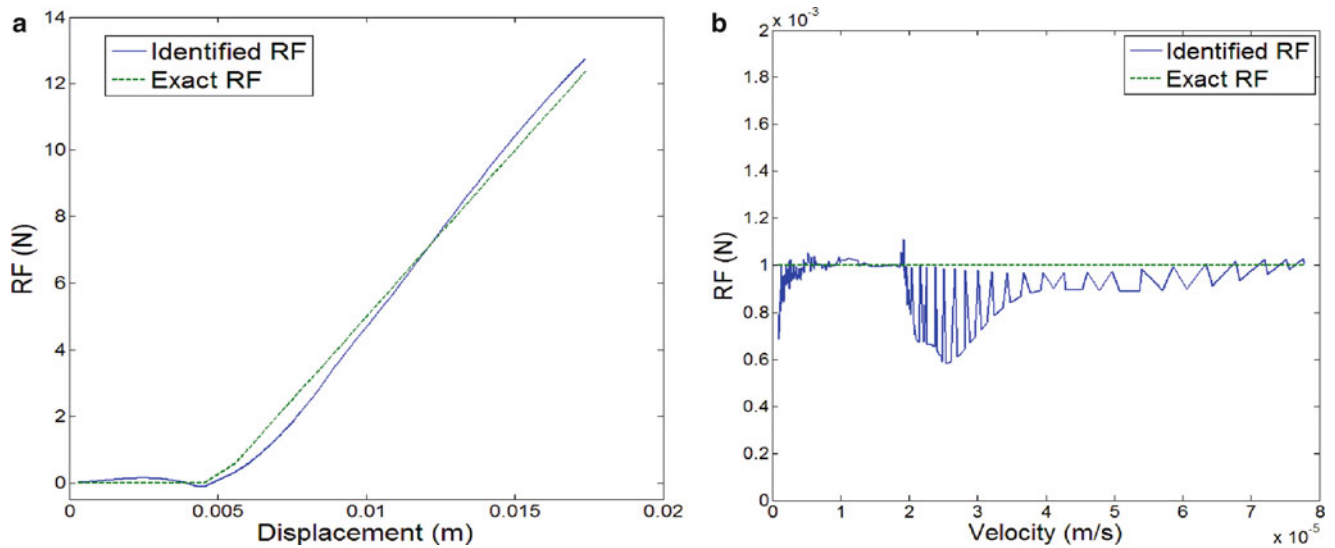 a
14
12
10
8
6
4
2
0
RF (N)
Identified RF
Exact RF
0
0.005
0.01
0.015
0.02
Displacement (m)
b
x 10⁻³
2
1.8
1.6
1.4
1.2
1
0.8
0.6
0.4
0.2
0
RF (N)
Identified RF
Exact RF
0
1
2
3
4
5
6
7
8
Velocity (m/s)
x 10⁻⁵